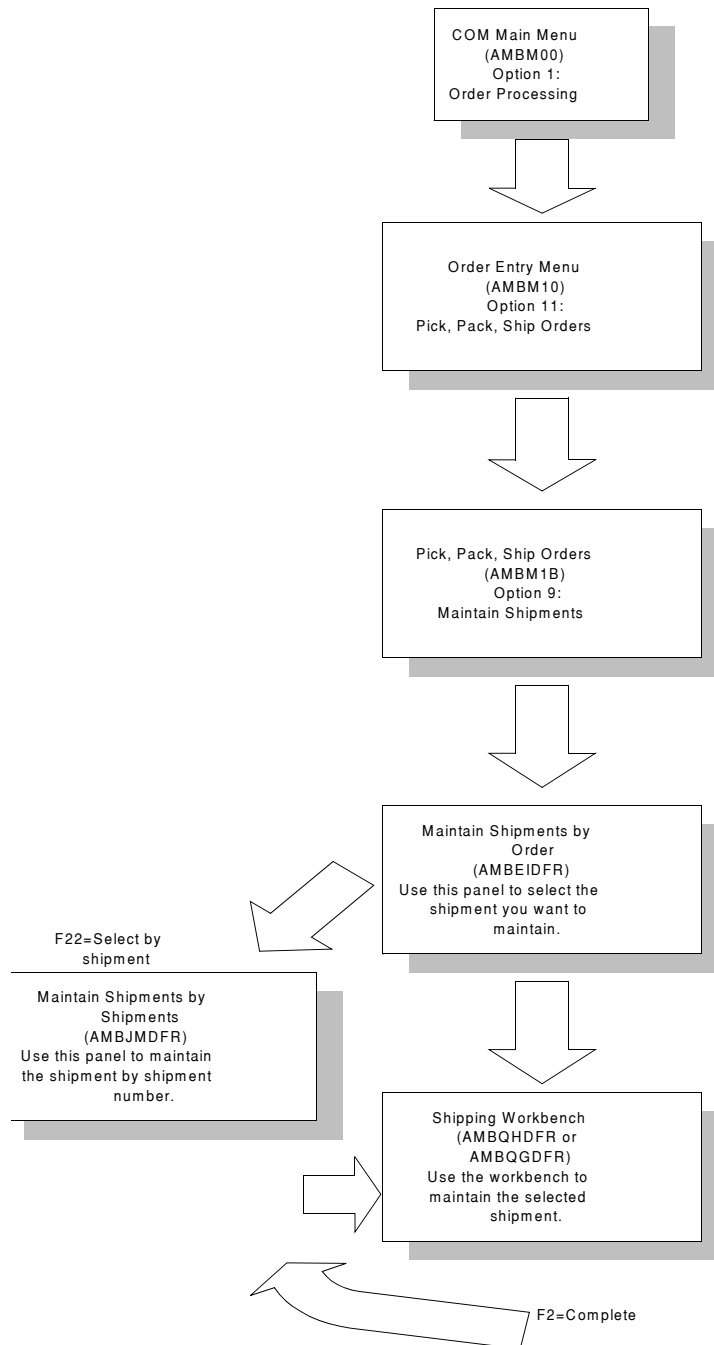 COM Main Menu
(AMBM00)
Option 1:
Order Processing
Order Entry Menu
(AMBM10)
Option 11:
Pick, Pack, Ship Orders
Pick, Pack, Ship Orders
(AMBM1B)
Option 9:
Maintain Shipments
Maintain Shipments by
Order
(AMBEIDFR)
Use this panel to select the
shipment you want to
maintain.
F22=Select by
shipment
Maintain Shipments by
Shipments
(AMBJMDFR)
Use this panel to maintain
the shipment by shipment
number.
Shipping Workbench
(AMBQHDFR or
AMBQGDFR)
Use the workbench to
maintain the selected
shipment.
F2=Complete